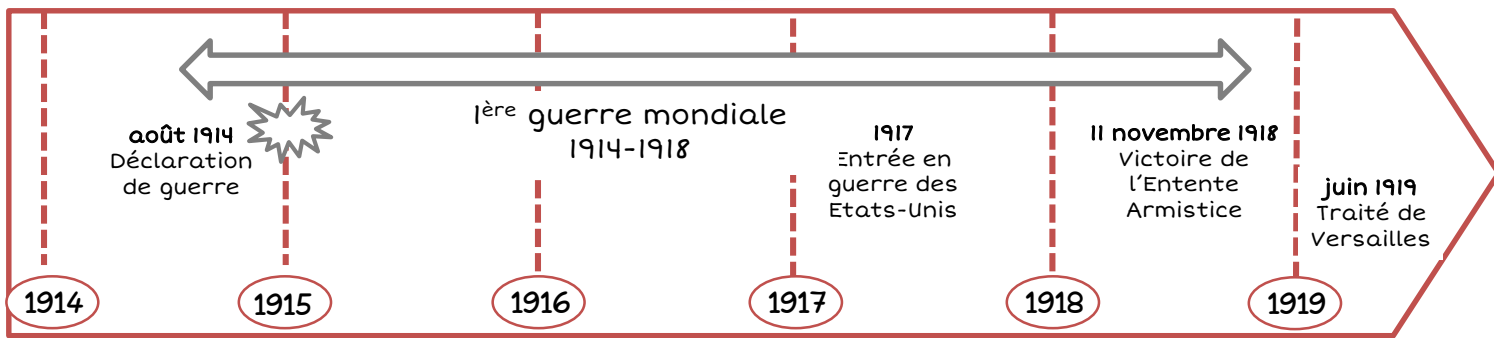 1ère guerre mondiale
1914-1918
août 1914
Déclaration
de guerre
1917
Entrée en
guerre des
Etats-Unis
11 novembre 1918
Victoire de
l'Entente
Armistice
juin 1919
Traité de
Versailles
1914
1915
1916
1917
1918
1919